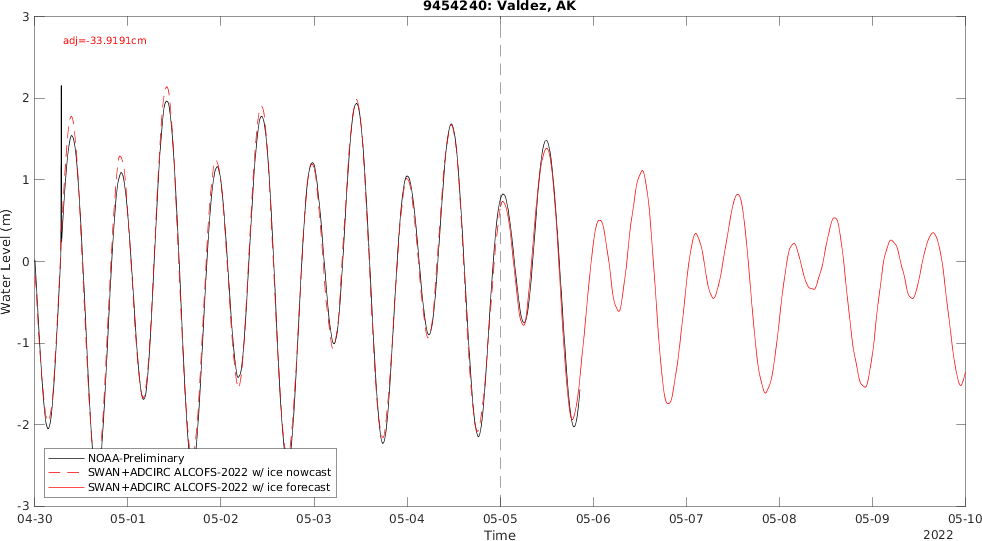 9454240: Valdez, AK
adj=-33.9191cm
Water Level (m)
3
2
1
0
-1
-2
-3
NOAA-Preliminary
SWAN+ADCIRC ALCOFS-2022 w/ ice nowcast
SWAN+ADCIRC ALCOFS-2022 w/ ice forecast
04-30 05-01 05-02 05-03 05-04 05-05 05-06 05-07 05-08 05-09 05-10
Time
2022